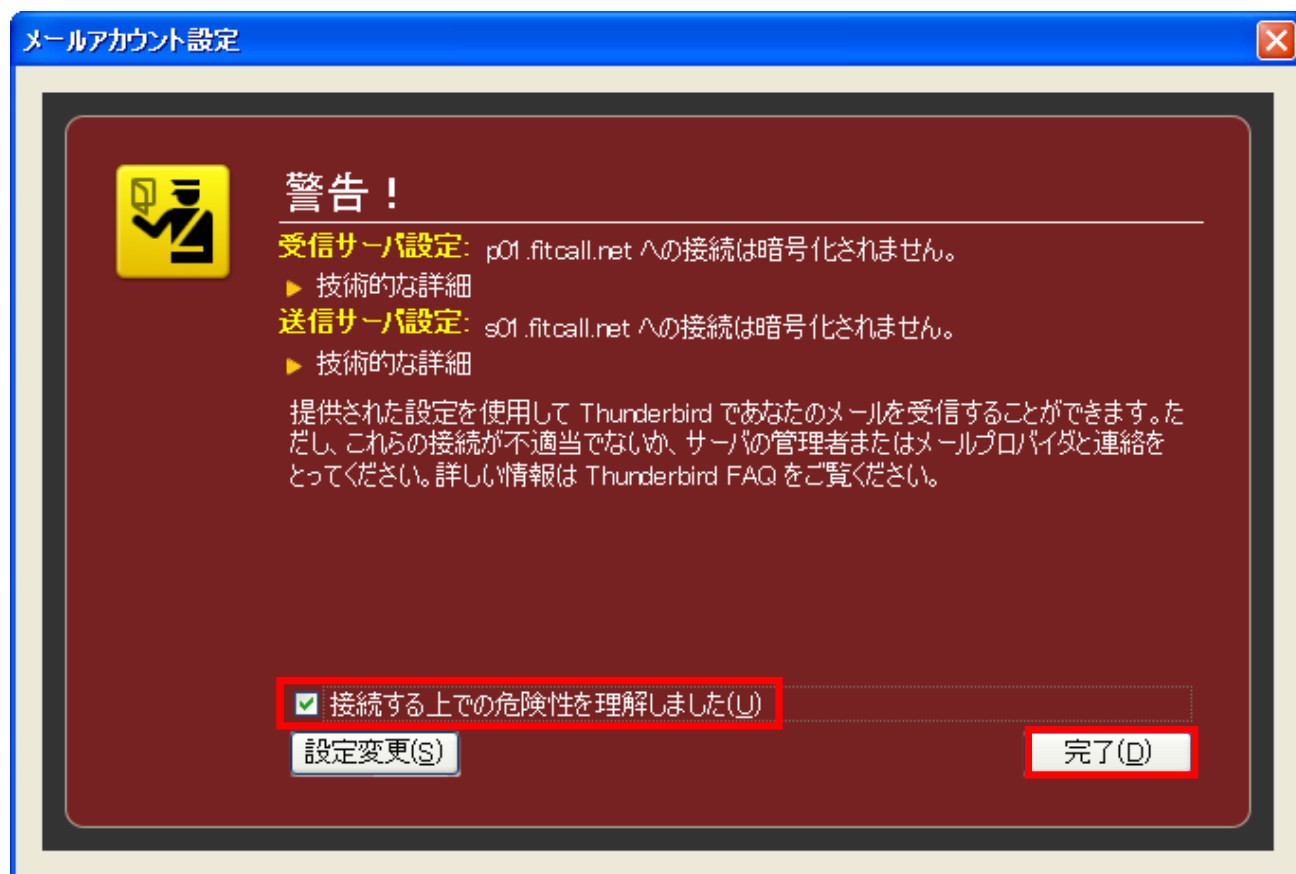 メールアカウント設定
警告！
受信サーバ設定: p01.fitcall.net への接続は暗号化されません。
技術的な詳細
送信サーバ設定: s01.fitcall.net への接続は暗号化されません。
技術的な詳細
提供された設定を使用して Thunderbird であなたのメールを受信することができます。た
だし、これらの接続が不適当でないか、サーバの管理者またはメールプロバイダと連絡を
とってください。詳しい情報は Thunderbird FAQ をご覧ください。
接続する上での危険性を理解しました(U)
設定変更(S) 完了(D)